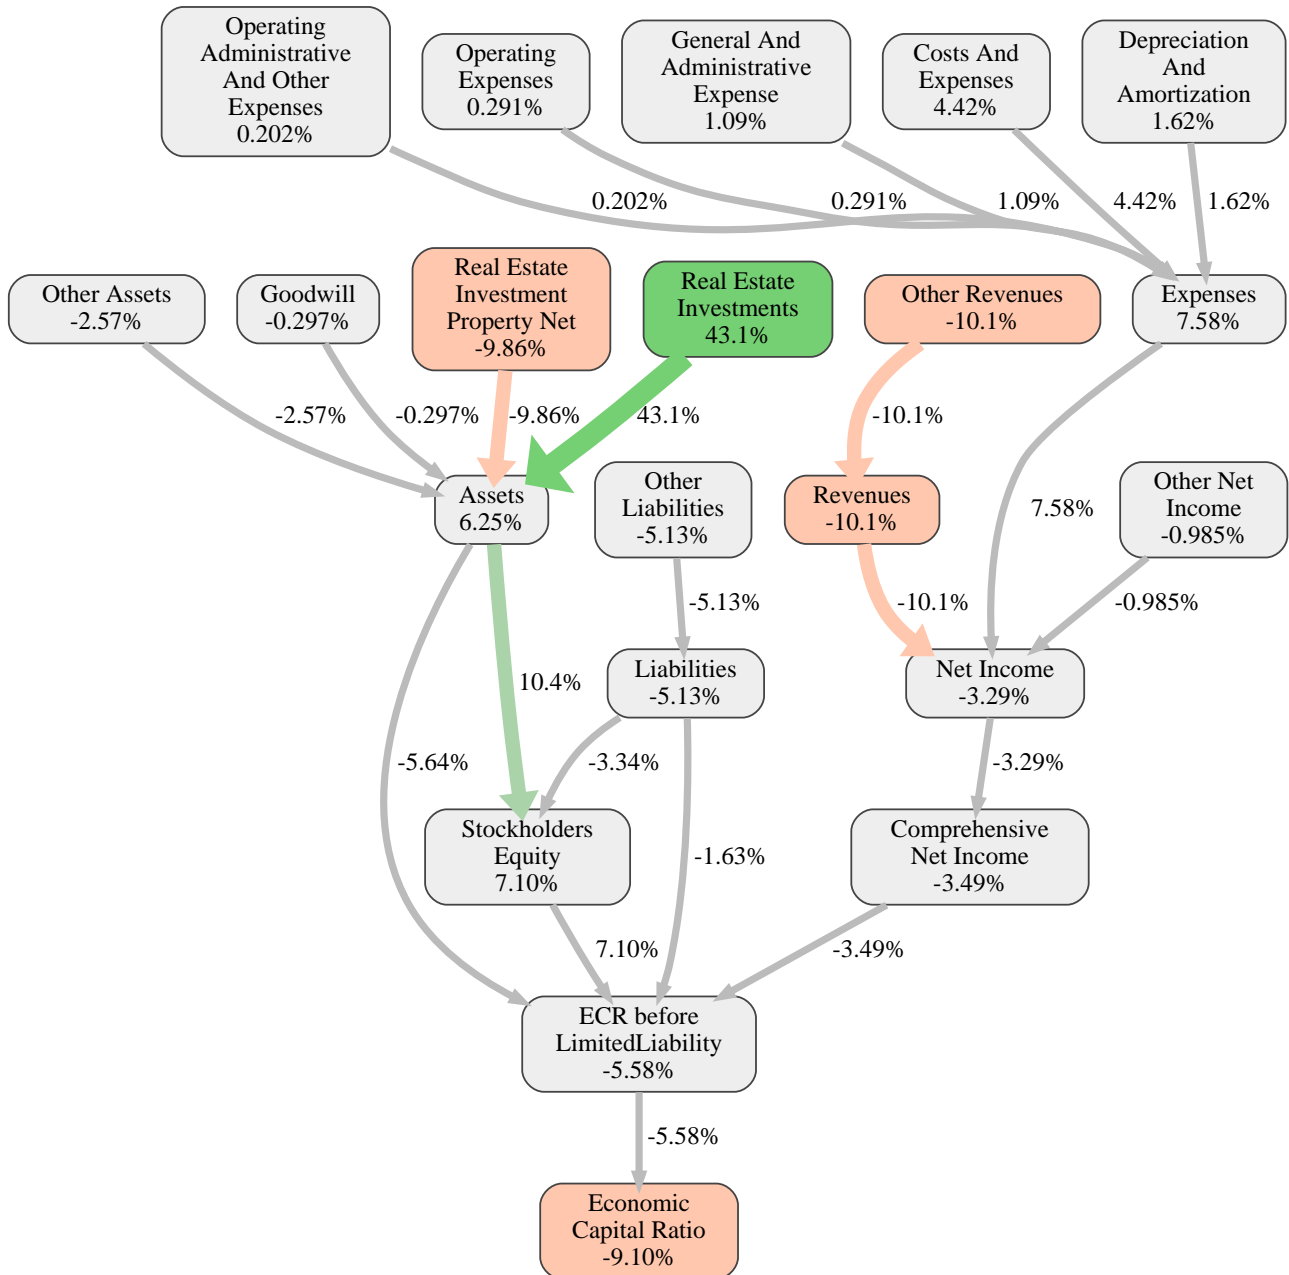 Operating
Administrative
And Other
Expenses
0.202%
Operating
Expenses
0.291%
General And
Administrative
Expense
1.09%
Costs And
Expenses
4.42%
Depreciation
And
Amortization
1.62%
0.202%
0.291%
1.09%
4.42%
1.62%
Other Assets
-2.57%
Goodwill
-0.297%
Real Estate
Investment
Property Net
-9.86%
Real Estate
Investments
43.1%
Other Revenues
-10.1%
Expenses
7.58%
-2.57%
-0.297%
-9.86%
43.1%
-10.1%
Assets
6.25%
Other
Liabilities
-5.13%
Revenues
-10.1%
7.58%
Other Net
Income
-0.985%
-5.13%
-10.1%
-0.985%
10.4%
Liabilities
-5.13%
Net Income
-3.29%
-5.64%
-3.34%
-3.29%
Stockholders
Equity
7.10%
-1.63%
Comprehensive
Net Income
-3.49%
7.10%
-3.49%
ECR before
LimitedLiability
-5.58%
-5.58%
Economic
Capital Ratio
-9.10%